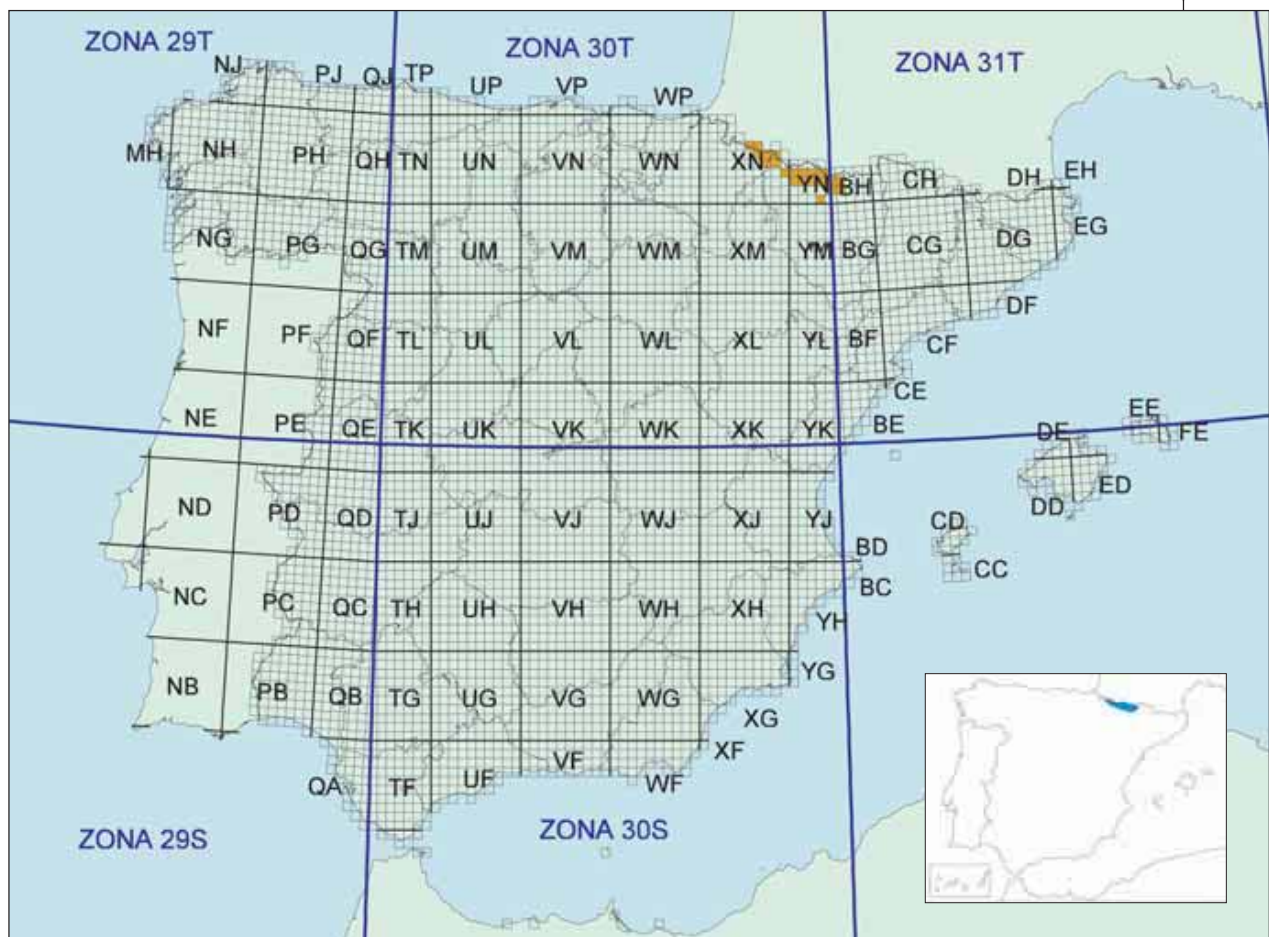 ZONA 29T
ZONA 30T
ZONA 31T
NJ PJ QJ TP UP VP WP
MH NH PH QH TN UN VN WN XN YN BH CH DH EH
NG PG QG TM UM VM WM XM YM BG CG DG EG
NF PF QF TL UL VL WL XL YL BF CF DF
NE PE QE TK UK VK WK XK YK BE CE DE EE FE
ND PD QD TJ UJ VJ WJ XJ YJ BD CD DD ED
NC PC QC TH UH VH WH XH YH BC CC
NB PB QB TG UG VG WG XG YG
QA TF UF VF WF XF
ZONA 29S
ZONA 30S